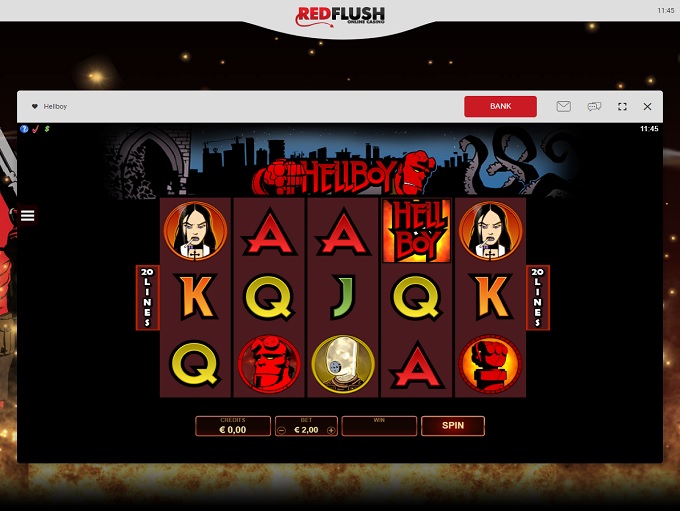 REDFLUSH
ONLINE CASINO
11:45
Hellboy
BANK
?
$
11:45
HELLBOY
A A HELL BOY
20 LINES
K Q J Q K
20 LINES
Q A
CREDITS
€ 0,00
BET
€ 2,00
WIN
SPIN